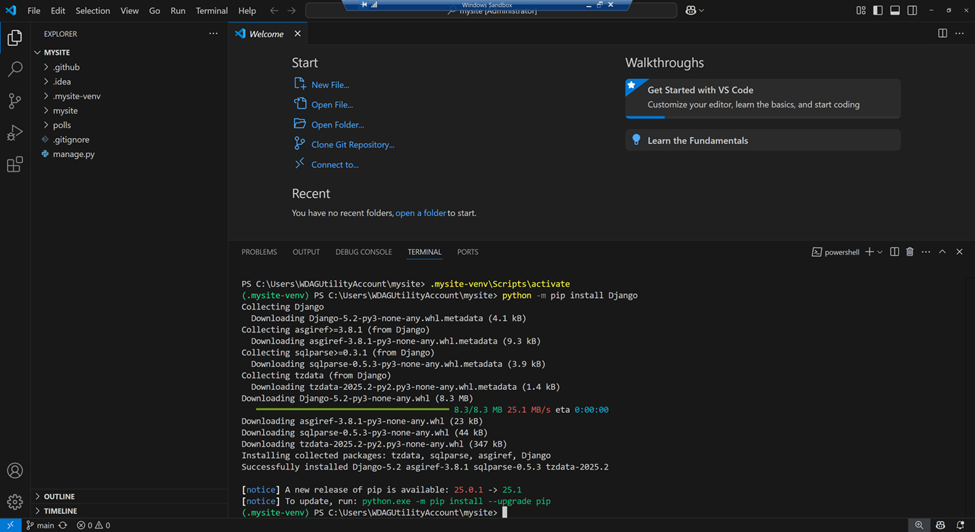 Windows Sandbox
File Edit Selection View Go Run Terminal Help
mysite [Administrator]
EXPLORER
MYSITE
.github
.idea
.mysite-venv
mysite
polls
.gitignore
manage.py
OUTLINE
TIMELINE
Welcome
Start
New File...
Open File...
Open Folder...
Clone Git Repository...
Connect to...
Recent
You have no recent folders, open a folder to start.
Walkthroughs
Get Started with VS Code
Customize your editor, learn the basics, and start coding
Learn the Fundamentals
PROBLEMS OUTPUT DEBUG CONSOLE TERMINAL PORTS
powershell
PS C:\Users\WDAGUtilityAccount\mysite> .mysite-venv\Scripts\activate
(.mysite-venv) PS C:\Users\WDAGUtilityAccount\mysite> python -m pip install Django
Collecting Django
Downloading Django-5.2-py3-none-any.whl.metadata (4.1 kB)
Collecting asgiref>=3.8.1 (from Django)
Downloading asgiref-3.8.1-py3-none-any.whl.metadata (9.3 kB)
Collecting sqlparse>=0.3.1 (from Django)
Downloading sqlparse-0.5.3-py3-none-any.whl.metadata (3.9 kB)
Collecting tzdata (from Django)
Downloading tzdata-2025.2-py2.py3-none-any.whl.metadata (1.4 kB)
Downloading Django-5.2-py3-none-any.whl (8.3 MB)
8.3/8.3 MB 25.1 MB/s eta 0:00:00
Downloading asgiref-3.8.1-py3-none-any.whl (23 kB)
Downloading sqlparse-0.5.3-py3-none-any.whl (44 kB)
Downloading tzdata-2025.2-py2.py3-none-any.whl (347 kB)
Installing collected packages: tzdata, sqlparse, asgiref, Django
Successfully installed Django-5.2 asgiref-3.8.1 sqlparse-0.5.3 tzdata-2025.2
[notice] A new release of pip is available: 25.0.1 -> 25.1
[notice] To update, run: python.exe -m pip install --upgrade pip
(.mysite-venv) PS C:\Users\WDAGUtilityAccount\mysite>
main 0 0